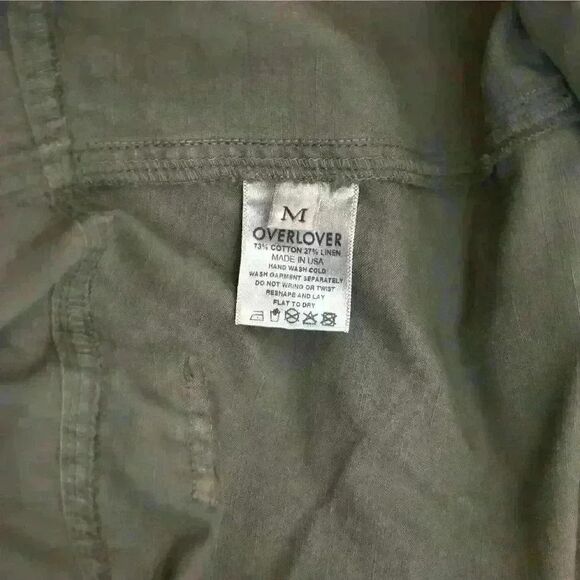 M
OVERLOVER
73% COTTON 27% LINEN
MADE IN USA
HAND WASH COLD
WASH GARMENT SEPARATELY
DO NOT WRING OR TWIST
RESHAPE AND LAY
FLAT TO DRY